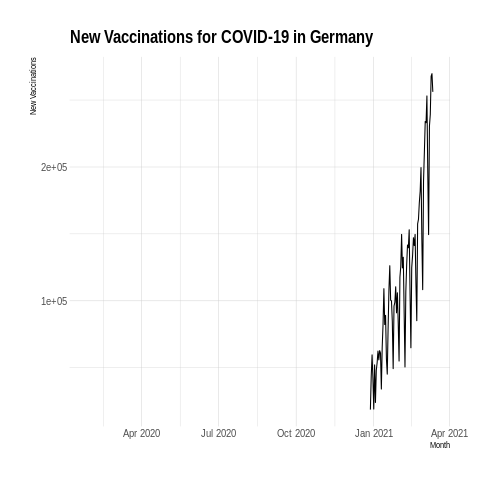 New Vaccinations for COVID-19 in Germany
New Vaccinations
2e+05
1e+05
Apr 2020 Jul 2020 Oct 2020 Jan 2021 Apr 2021
Month